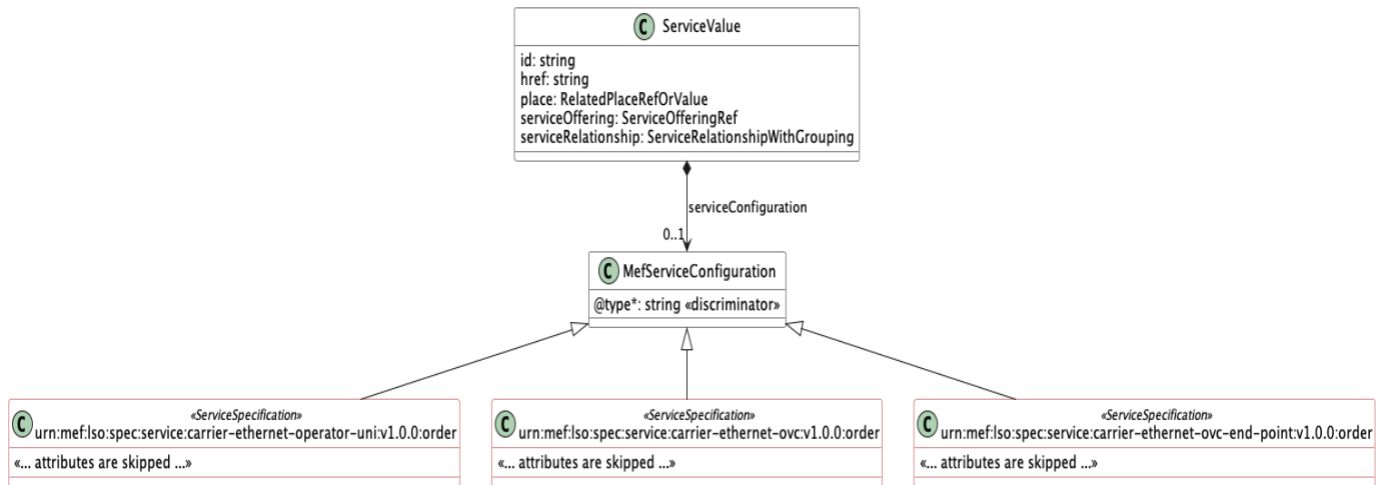 C ServiceValue
id: string
href: string
place: RelatedPlaceRefOrValue
serviceOffering: ServiceOfferingRef
serviceRelationship: ServiceRelationshipWithGrouping
serviceConfiguration
0..1
C MefServiceConfiguration
@type*: string «discriminator»
«ServiceSpecification»
C urn:mef:lso:spec:service:carrier-ethernet-operator-uni:v1.0.0:order
«... attributes are skipped ...»
«ServiceSpecification»
C urn:mef:lso:spec:service:carrier-ethernet-ovc:v1.0.0:order
«... attributes are skipped ...»
«ServiceSpecification»
C urn:mef:lso:spec:service:carrier-ethernet-ovc-end-point:v1.0.0:order
«... attributes are skipped ...»